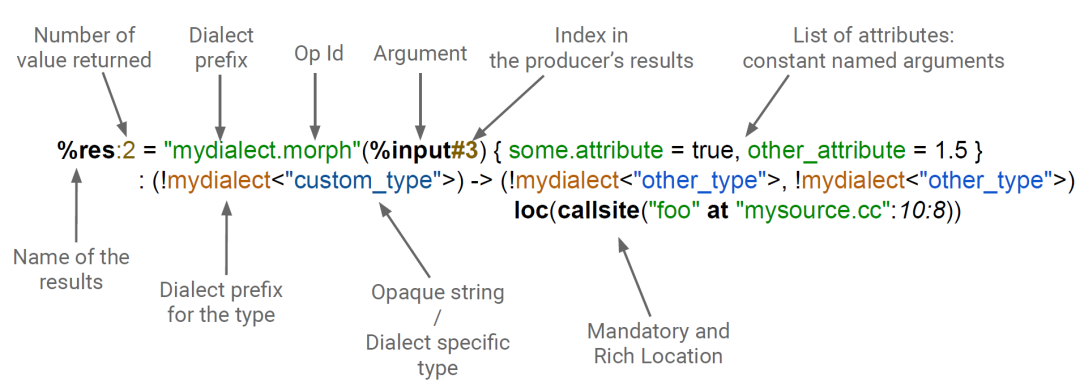 Number of
value returned
Dialect
prefix
Op Id
Argument
Index in
the producer's results
List of attributes:
constant named arguments
%res:2 = "mydialect.morph"(%input#3) { some.attribute = true, other_attribute = 1.5 }
: (!mydialect<"custom_type">) -> (!mydialect<"other_type">, !mydialect<"other_type">)
loc(callsite("foo" at "mysource.cc":10:8))
Name of the
results
Dialect prefix
for the type
Opaque string
/
Dialect specific
type
Mandatory and
Rich Location